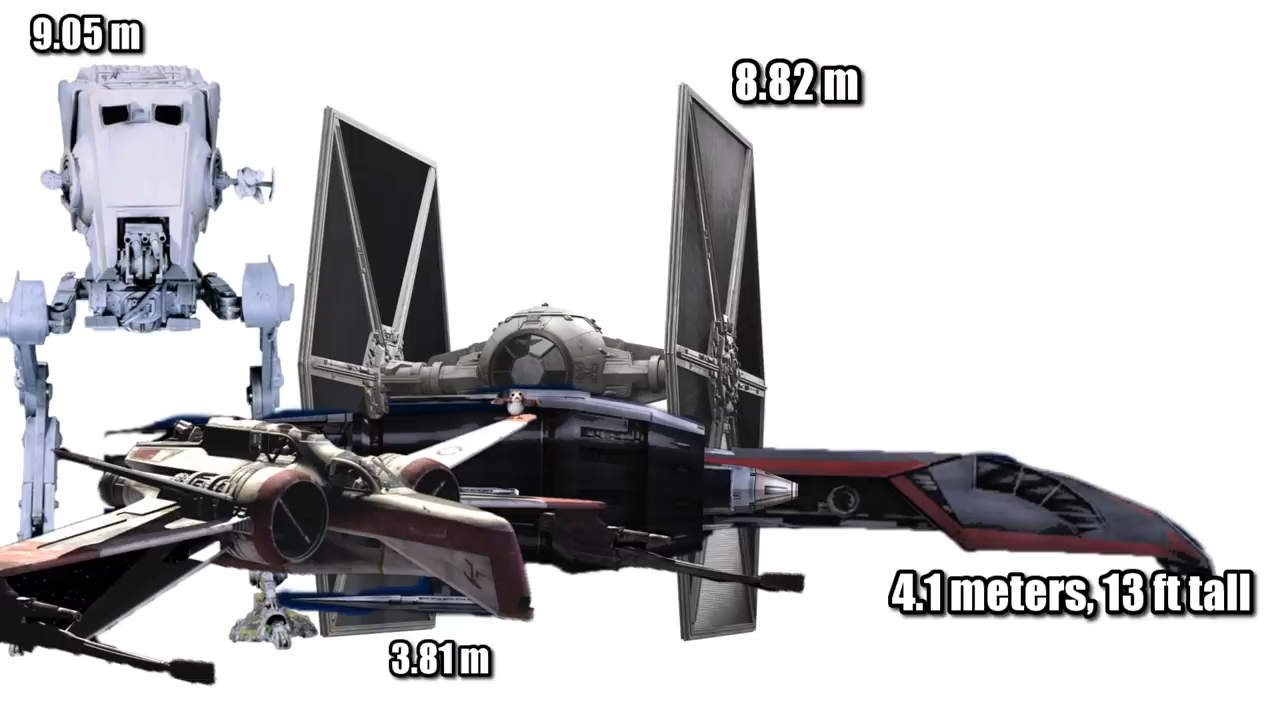 9.05 m
8.82 m
4.1 meters, 13 ft tall
3.81 m